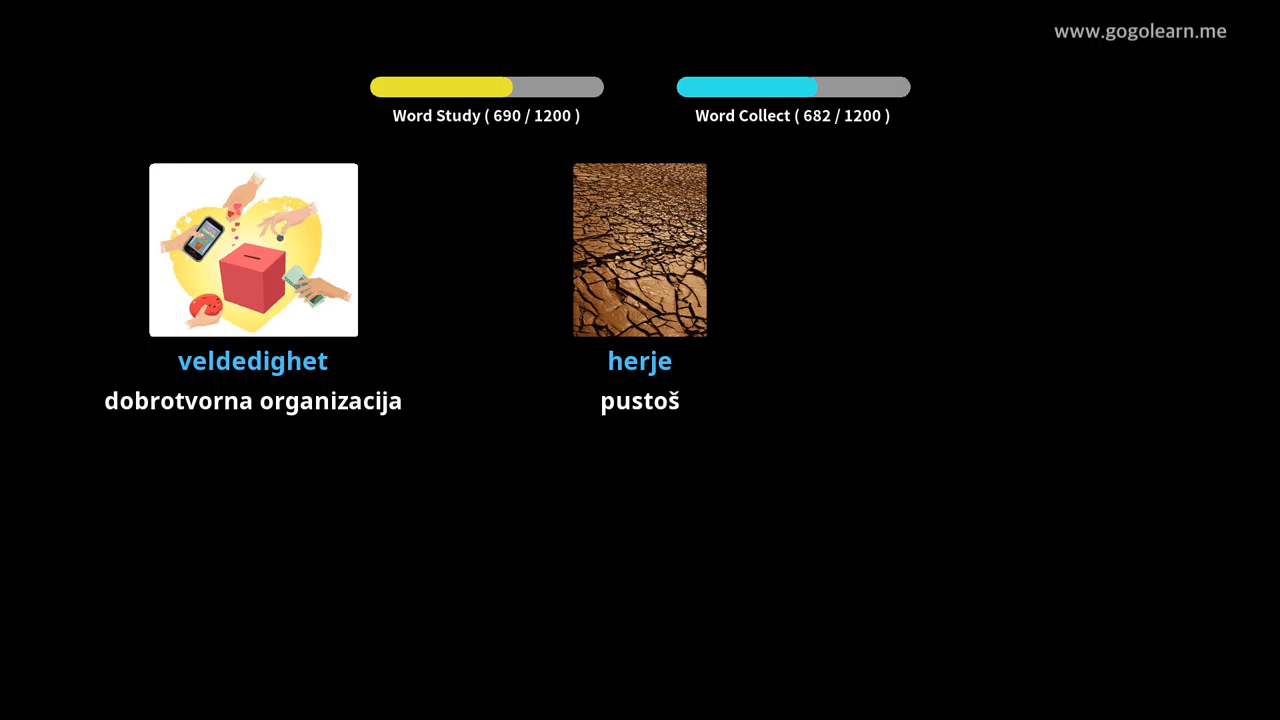 www.gogolearn.me
Word Study ( 690 / 1200 )
Word Collect ( 682 / 1200 )
veldedighet
herje
dobrotvorna organizacija
pustoš